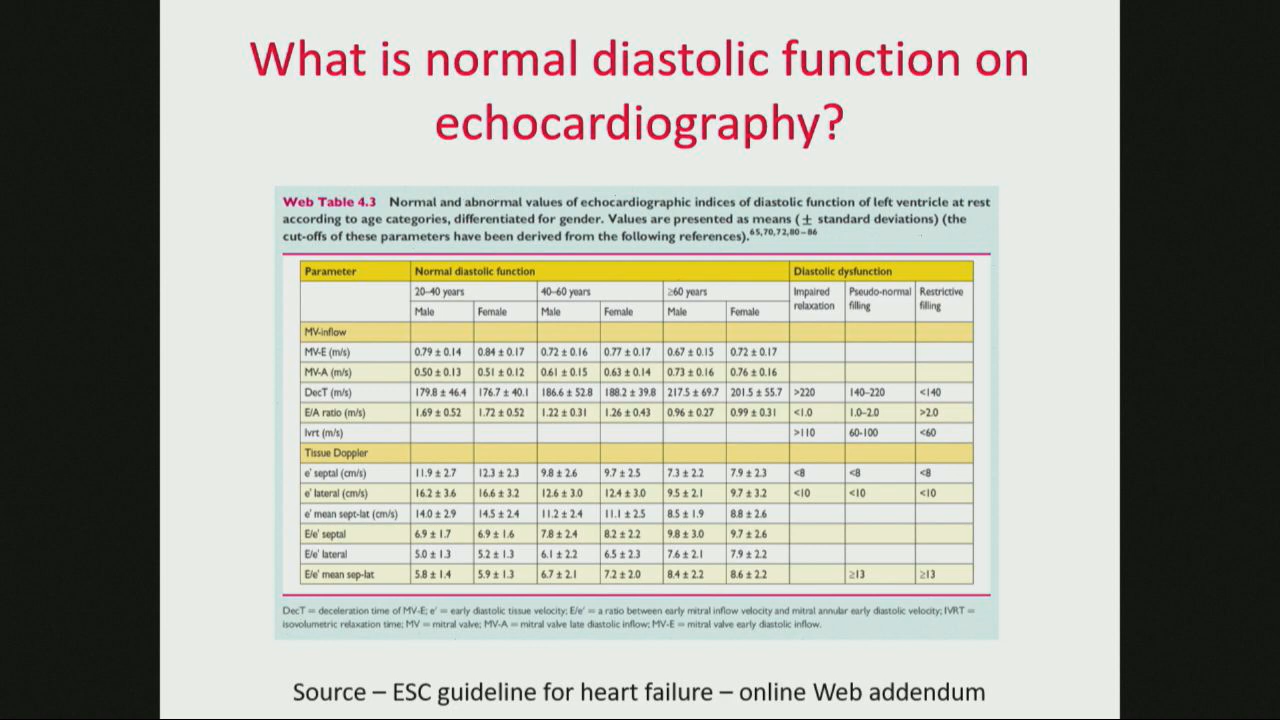 What is normal diastolic function on
echocardiography?
Web Table 4.3 Normal and abnormal values of echocardiographic indices of diastolic function of left ventricle at rest
according to age categories, differentiated for gender. Values are presented as means (± standard deviations) (the
cut-offs of these parameters have been derived from the following references).65,70,72,80–86
Parameter Normal diastolic function Diastolic dysfunction
20–40 years 40–60 years ≥60 years Impaired relaxation Pseudo-normal filling Restrictive filling
Male Female Male Female Male Female
MV-inflow
MV-E (m/s) 0.79 ± 0.14 0.84 ± 0.17 0.72 ± 0.16 0.77 ± 0.17 0.67 ± 0.15 0.72 ± 0.17
MV-A (m/s) 0.50 ± 0.13 0.51 ± 0.12 0.61 ± 0.15 0.63 ± 0.14 0.73 ± 0.16 0.76 ± 0.16
DecT (m/s) 179.8 ± 46.4 176.7 ± 40.1 186.6 ± 52.8 188.2 ± 39.8 217.5 ± 69.7 201.5 ± 55.7 >220 140–220 <140
E/A ratio (m/s) 1.69 ± 0.52 1.72 ± 0.52 1.22 ± 0.31 1.26 ± 0.43 0.96 ± 0.27 0.99 ± 0.31 <1.0 1.0–2.0 >2.0
Ivrt (m/s) >110 60-100 <60
Tissue Doppler
e' septal (cm/s) 11.9 ± 2.7 12.3 ± 2.3 9.8 ± 2.6 9.7 ± 2.5 7.3 ± 2.2 7.9 ± 2.3 <8 <8 <8
e' lateral (cm/s) 16.2 ± 3.6 16.6 ± 3.2 12.6 ± 3.0 12.4 ± 3.0 9.5 ± 2.1 9.7 ± 3.2 <10 <10 <10
e' mean sept-lat (cm/s) 14.0 ± 2.9 14.5 ± 2.4 11.2 ± 2.4 11.1 ± 2.5 8.5 ± 1.9 8.8 ± 2.6
E/e' septal 6.9 ± 1.7 6.9 ± 1.6 7.8 ± 2.4 8.2 ± 2.2 9.8 ± 3.0 9.7 ± 2.6
E/e' lateral 5.0 ± 1.3 5.2 ± 1.3 6.1 ± 2.2 6.5 ± 2.3 7.6 ± 2.1 7.9 ± 2.2
E/e' mean sep-lat 5.8 ± 1.4 5.9 ± 1.3 6.7 ± 2.1 7.2 ± 2.0 8.4 ± 2.2 8.6 ± 2.2 ≥13 ≥13
DecT = deceleration time of MV-E; e' = early diastolic tissue velocity; E/e' = a ratio between early mitral inflow velocity and mitral annular early diastolic velocity; IVRT =
isovolumetric relaxation time; MV = mitral valve; MV-A = mitral valve late diastolic inflow; MV-E = mitral valve early diastolic inflow.
Source – ESC guideline for heart failure – online Web addendum